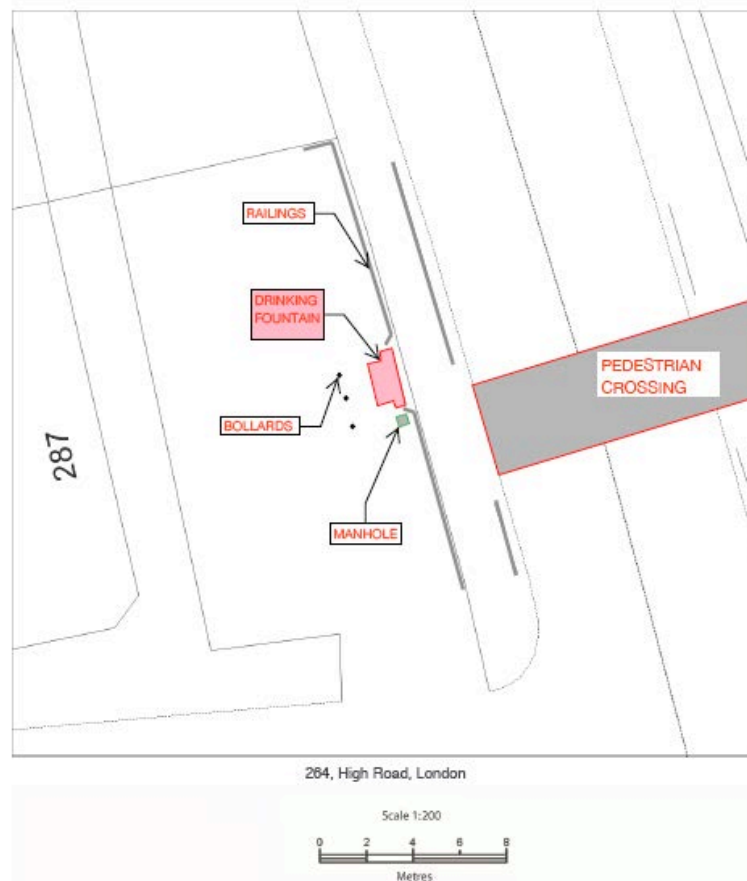 RAILINGS
DRINKING
FOUNTAIN
PEDESTRIAN
CROSSING
BOLLARDS
287
MANHOLE
264, High Road, London
Scale 1:200
0 2 4 6 8
Metres